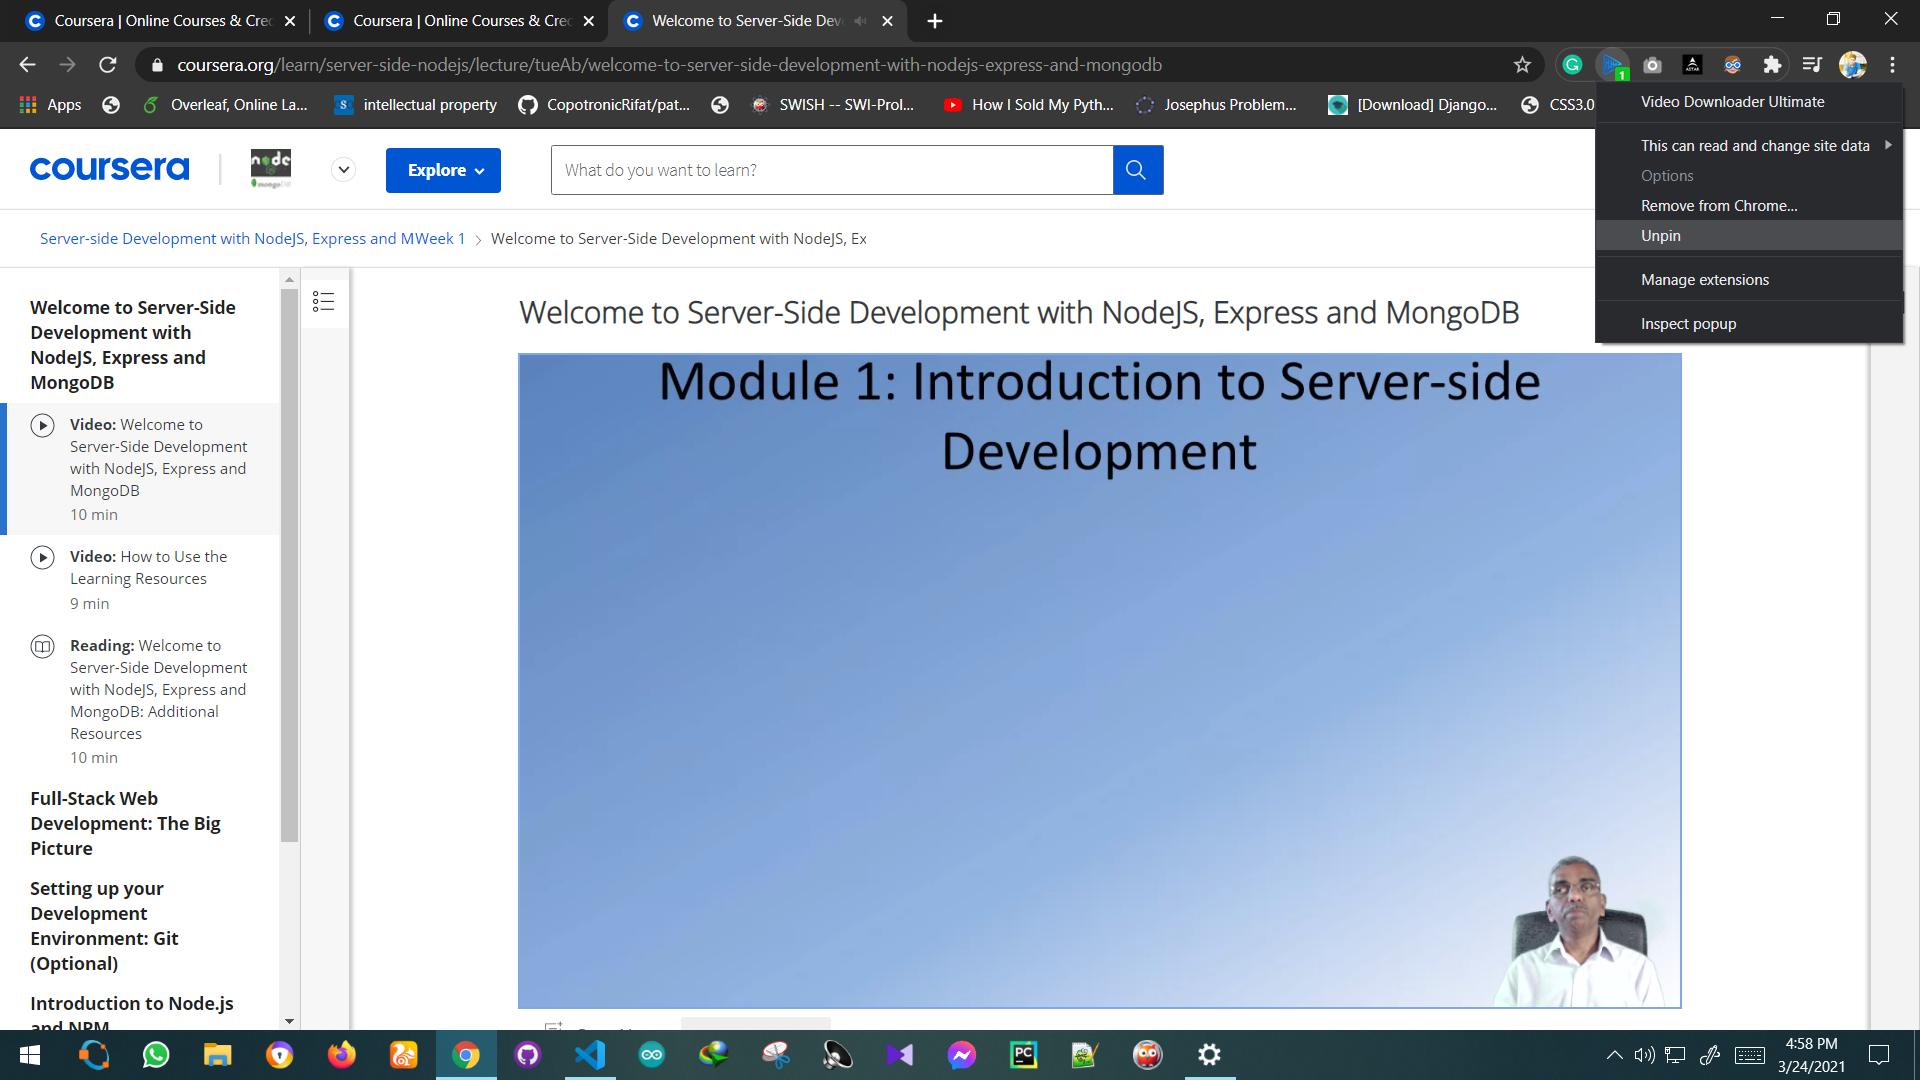 Coursera | Online Courses & Cre
Coursera | Online Courses & Cre
Welcome to Server-Side Dev
coursera.org/learn/server-side-nodejs/lecture/tueAb/welcome-to-server-side-development-with-nodejs-express-and-mongodb
1
Apps
Overleaf, Online La...
intellectual property
CopotronicRifat/pat...
SWISH -- SWI-Prol...
How I Sold My Pyth...
Josephus Problem...
[Download] Django...
CSS3.0
Video Downloader Ultimate
This can read and change site data
Options
Remove from Chrome...
Unpin
Manage extensions
Inspect popup
coursera
node
mongoDB
Explore
What do you want to learn?
Server-side Development with NodeJS, Express and M Week 1 > Welcome to Server-Side Development with NodeJS, Ex
Welcome to Server-Side
Development with
NodeJS, Express and
MongoDB
Video: Welcome to
Server-Side Development
with NodeJS, Express and
MongoDB
10 min
Video: How to Use the
Learning Resources
9 min
Reading: Welcome to
Server-Side Development
with NodeJS, Express and
MongoDB: Additional
Resources
10 min
Full-Stack Web
Development: The Big
Picture
Setting up your
Development
Environment: Git
(Optional)
Introduction to Node.js
and NPM
Welcome to Server-Side Development with NodeJS, Express and MongoDB
Module 1: Introduction to Server-side
Development
PC
4:58 PM
3/24/2021